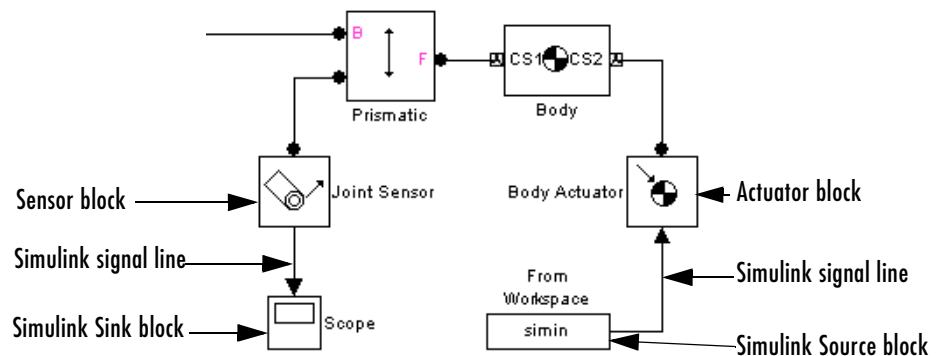 B
F
CS1 CS2
Prismatic
Body
Sensor block
Joint Sensor
Body Actuator
Actuator block
Simulink signal line
From
Workspace
Simulink signal line
Simulink Sink block
Scope
simin
Simulink Source block